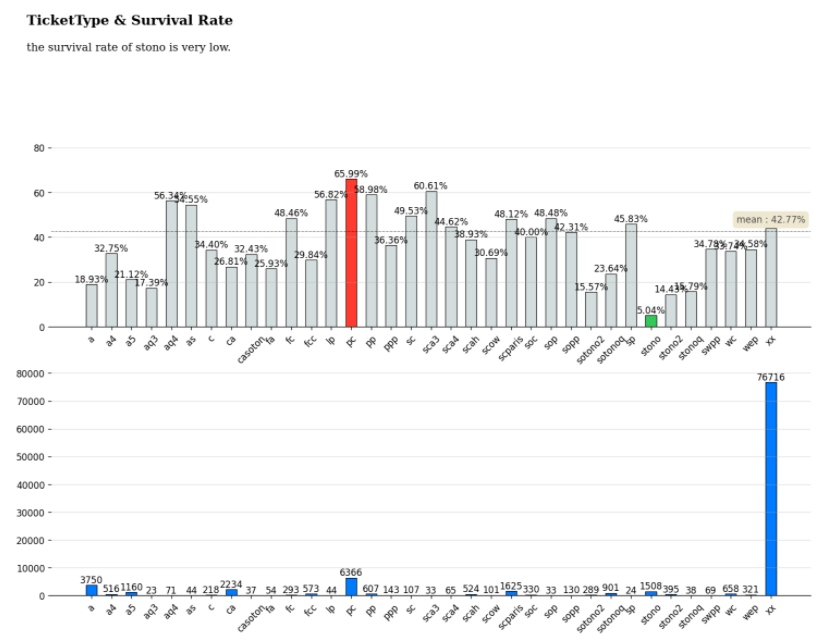 TicketType & Survival Rate
the survival rate of stono is very low.
80
60
40
20
0
18.93% 32.75% 21.12% 17.39% 56.34% 54.55% 34.40% 26.81% 32.43% 25.93% 48.46% 29.84% 56.82% 65.99% 58.98% 36.36% 49.53% 60.61% 44.62% 38.93% 30.69% 48.12% 40.00% 48.48% 42.31% 15.57% 23.64% 45.83% 5.04% 14.43% 15.79% 34.78% 33.74% 34.58%
mean : 42.77%
a a4 a5 aq3 aq4 as c ca casoton fa fc fcc lp pc pp ppp sc sca3 sca4 scah scow scparis soc sop sopp sotono2 sotonoq sp stono stono2 stonoq swpp wc wep xx
80000
70000
60000
50000
40000
30000
20000
10000
0
3750 516 1160 23 71 44 218 2234 37 54 293 573 44 6366 607 143 107 33 65 524 101 1625 330 33 130 289 901 24 1508 395 38 69 658 321 76716
a a4 a5 aq3 aq4 as c ca casoton fa fc fcc lp pc pp ppp sc sca3 sca4 scah scow scparis soc sop sopp sotono2 sotonoq sp stono stono2 stonoq swpp wc wep xx